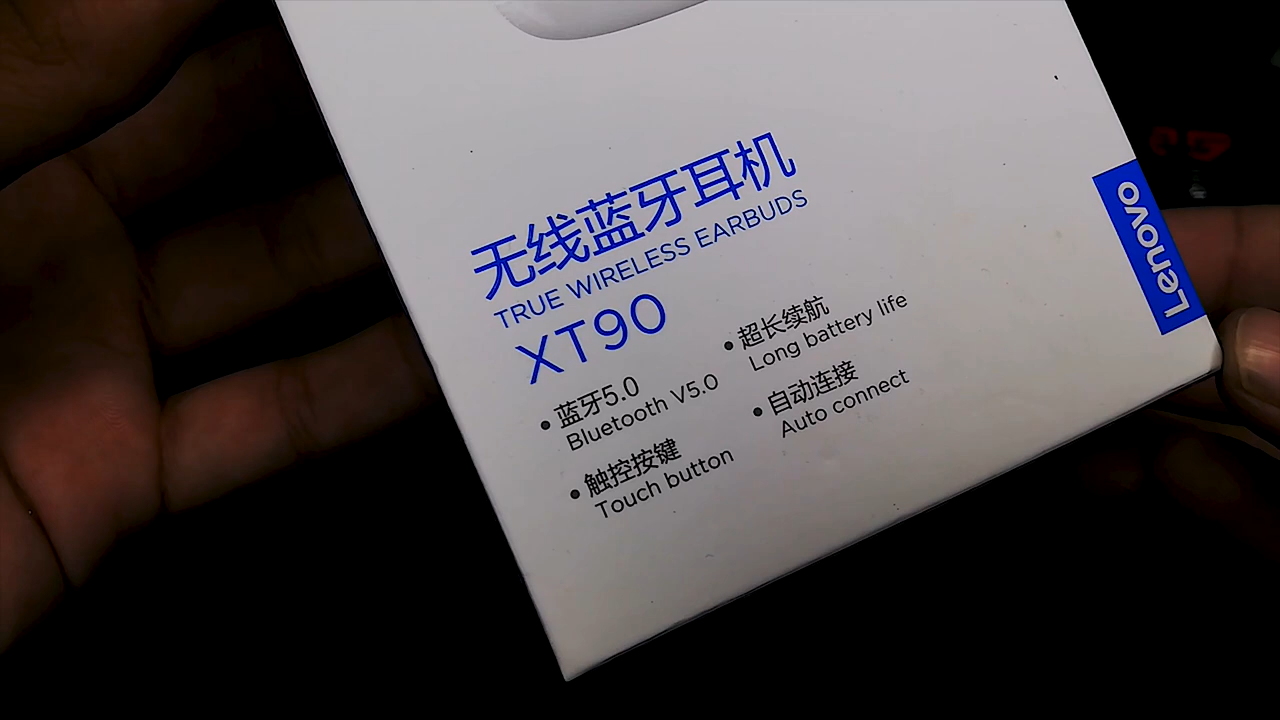 无线蓝牙耳机
TRUE WIRELESS EARBUDS
XT90
蓝牙5.0
Bluetooth V5.0
触控按键
Touch button
超长续航
Long battery life
自动连接
Auto connect
Lenovo